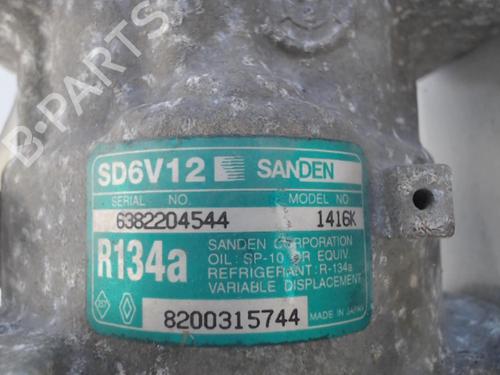 SD6V12 SANDEN
SERIAL NO. MODEL NO
6382204544 1416K
R134a
SANDEN CORPORATION
OIL: SP-10 OR EQUIV.
REFRIGERANT: R-134a
VARIABLE DISPLACEMENT
8200315744
MADE IN JAPAN